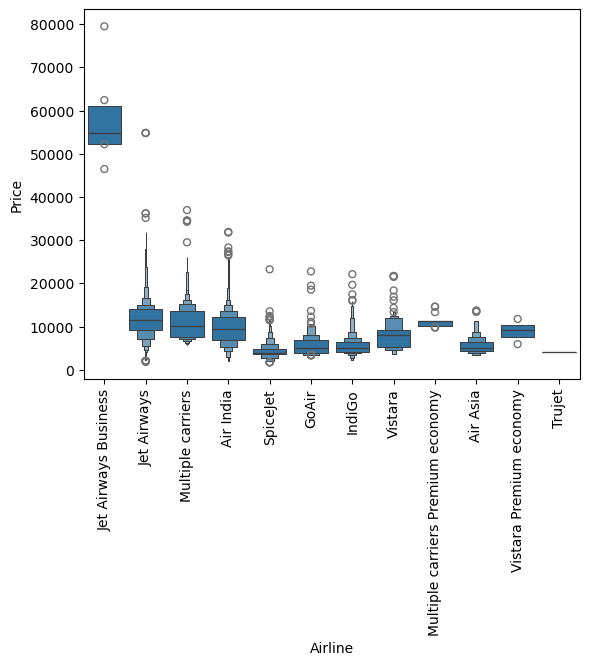 80000
70000
60000
50000
40000
30000
20000
10000
0
Price
Jet Airways Business
Jet Airways
Multiple carriers
Air India
SpiceJet
GoAir
IndiGo
Vistara
Multiple carriers Premium economy
Air Asia
Vistara Premium economy
Trujet
Airline